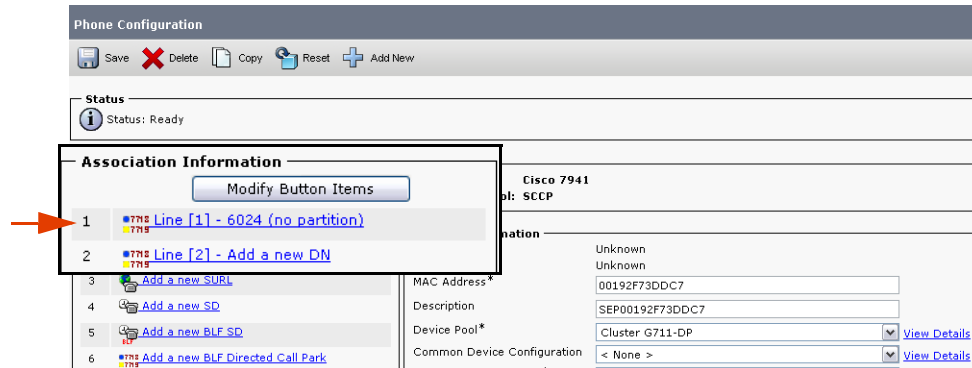 Phone Configuration
Save Delete Copy Reset Add New
Status
Status: Ready
Association Information
Modify Button Items
1 Line [1] - 6024 (no partition)
2 Line [2] - Add a new DN
3 Add a new SURL
4 Add a new SD
5 Add a new BLF SD
6 Add a new BLF Directed Call Park
Cisco 7941
ol: SCCP
mation
Unknown
Unknown
MAC Address* 00192F73DDC7
Description SEP00192F73DDC7
Device Pool* Cluster G711-DP View Details
Common Device Configuration < None > View Details